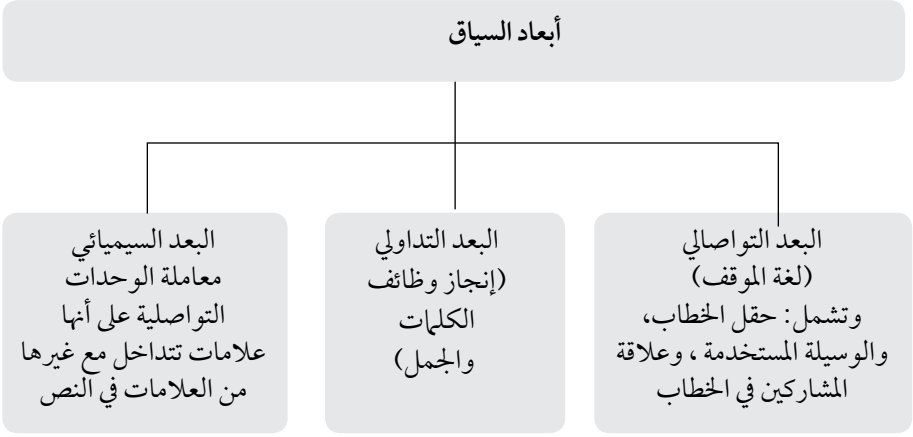 أبعاد السياق
البعد التواصالي
(لغة الموقف)
وتشمل: حقل الخطاب،
والوسيلة المستخدمة ، وعلاقة
المشاركين في الخطاب
البعد التداولي
(إنجاز وظائف
الكلمات
والجمل)
البعد السيميائي
معاملة الوحدات
التواصلية على أنها
علامات تتداخل مع غيرها
من العلامات في النص